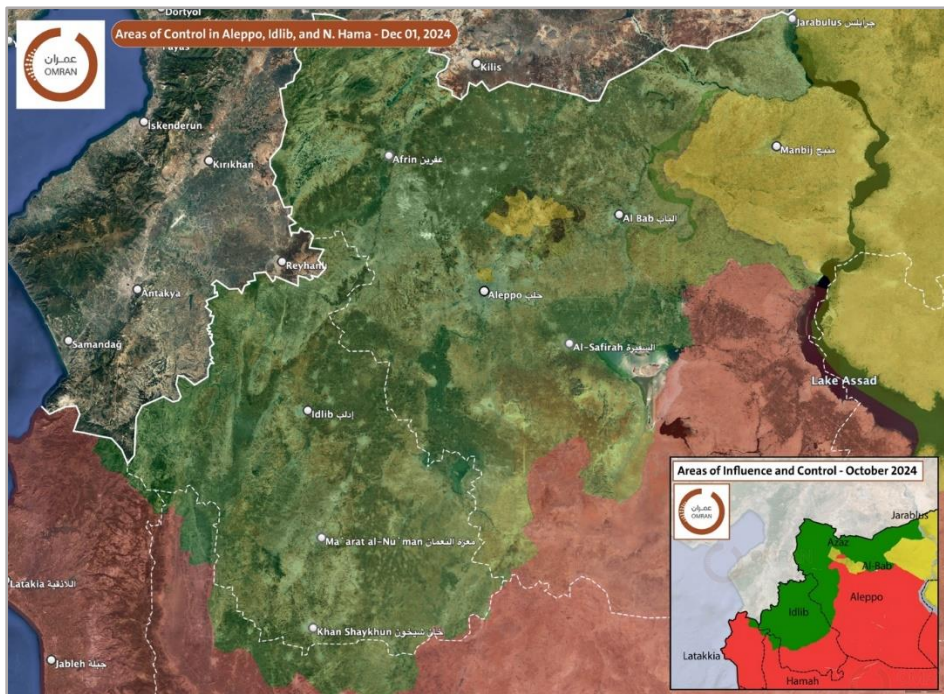 Dörtyol
Areas of Control in Aleppo, Idlib, and N. Hama - Dec 01, 2024
عمران
OMRAN
Jarabulus جرابلس
Kilis
İskenderun
Kırıkhan
Afrin عفرين
Manbij منبج
Al Bab الباب
Reyhanlı
Antakya
Aleppo حلب
Samandağ
Al-Safirah السفيرة
Lake Assad
Idlib إدلب
Areas of Influence and Control - October 2024
عمران
OMRAN
Jarablus
Azaz
Al-Bab
Aleppo
Idlib
Latakkia
Hamah
Ma`arat al-Nu`man معرة النعمان
Latakia اللاذقية
Khan Shaykhun خان شيخون
Jableh جبلة